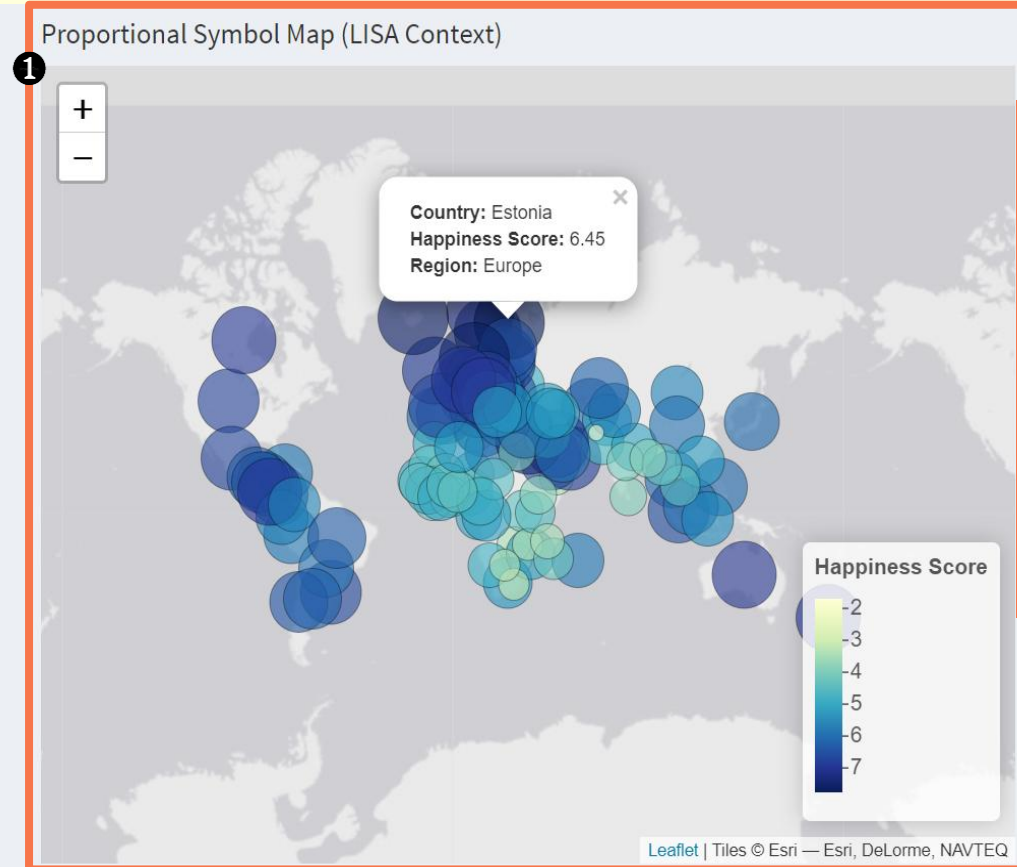 Proportional Symbol Map (LISA Context)
1
+
−
×
Country: Estonia
Happiness Score: 6.45
Region: Europe
Happiness Score
2
3
4
5
6
7
Leaflet | Tiles © Esri — Esri, DeLorme, NAVTEQ